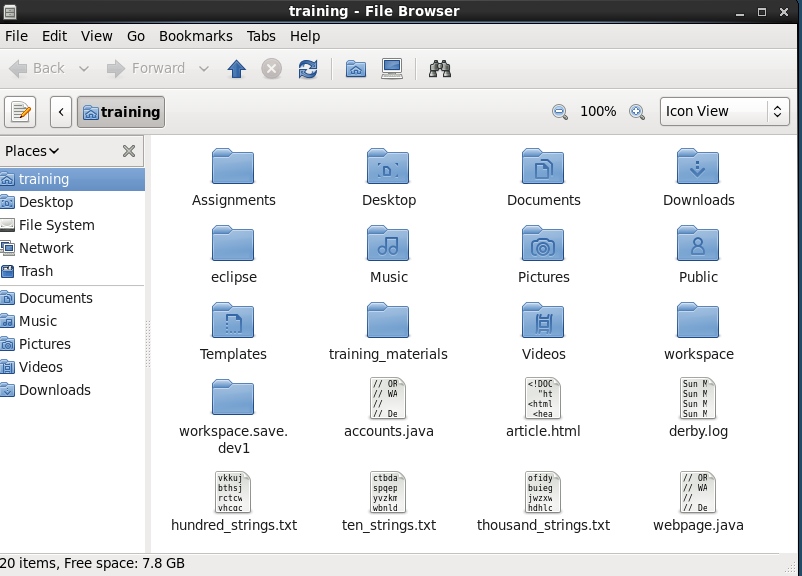 training - File Browser
File Edit View Go Bookmarks Tabs Help
Back Forward
training 100% Icon View
Places
training
Desktop
File System
Network
Trash
Documents
Music
Pictures
Videos
Downloads
Assignments Desktop Documents Downloads
eclipse Music Pictures Public
Templates training_materials Videos workspace
// OR <!DOC Sun M
// WA "ht Sun M
// <html Sun M
// De <hea Sun M
workspace.save. accounts.java article.html derby.log
dev1
vkkuj ctbda ofidy // OR
bthsj spqep buieg // WA
rctcw yvzkm jwzxw //
vhcqc wbnld hdhlc // De
hundred_strings.txt ten_strings.txt thousand_strings.txt webpage.java
20 items, Free space: 7.8 GB